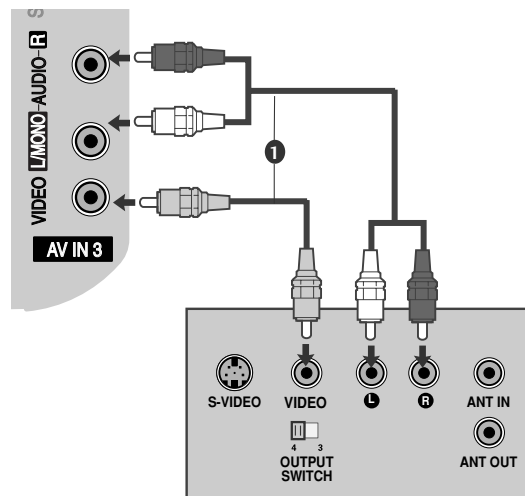 VIDEO L/MONO-AUDIO-R
AV IN 3
1
S-VIDEO
VIDEO
L
R
ANT IN
4 3
OUTPUT
SWITCH
ANT OUT